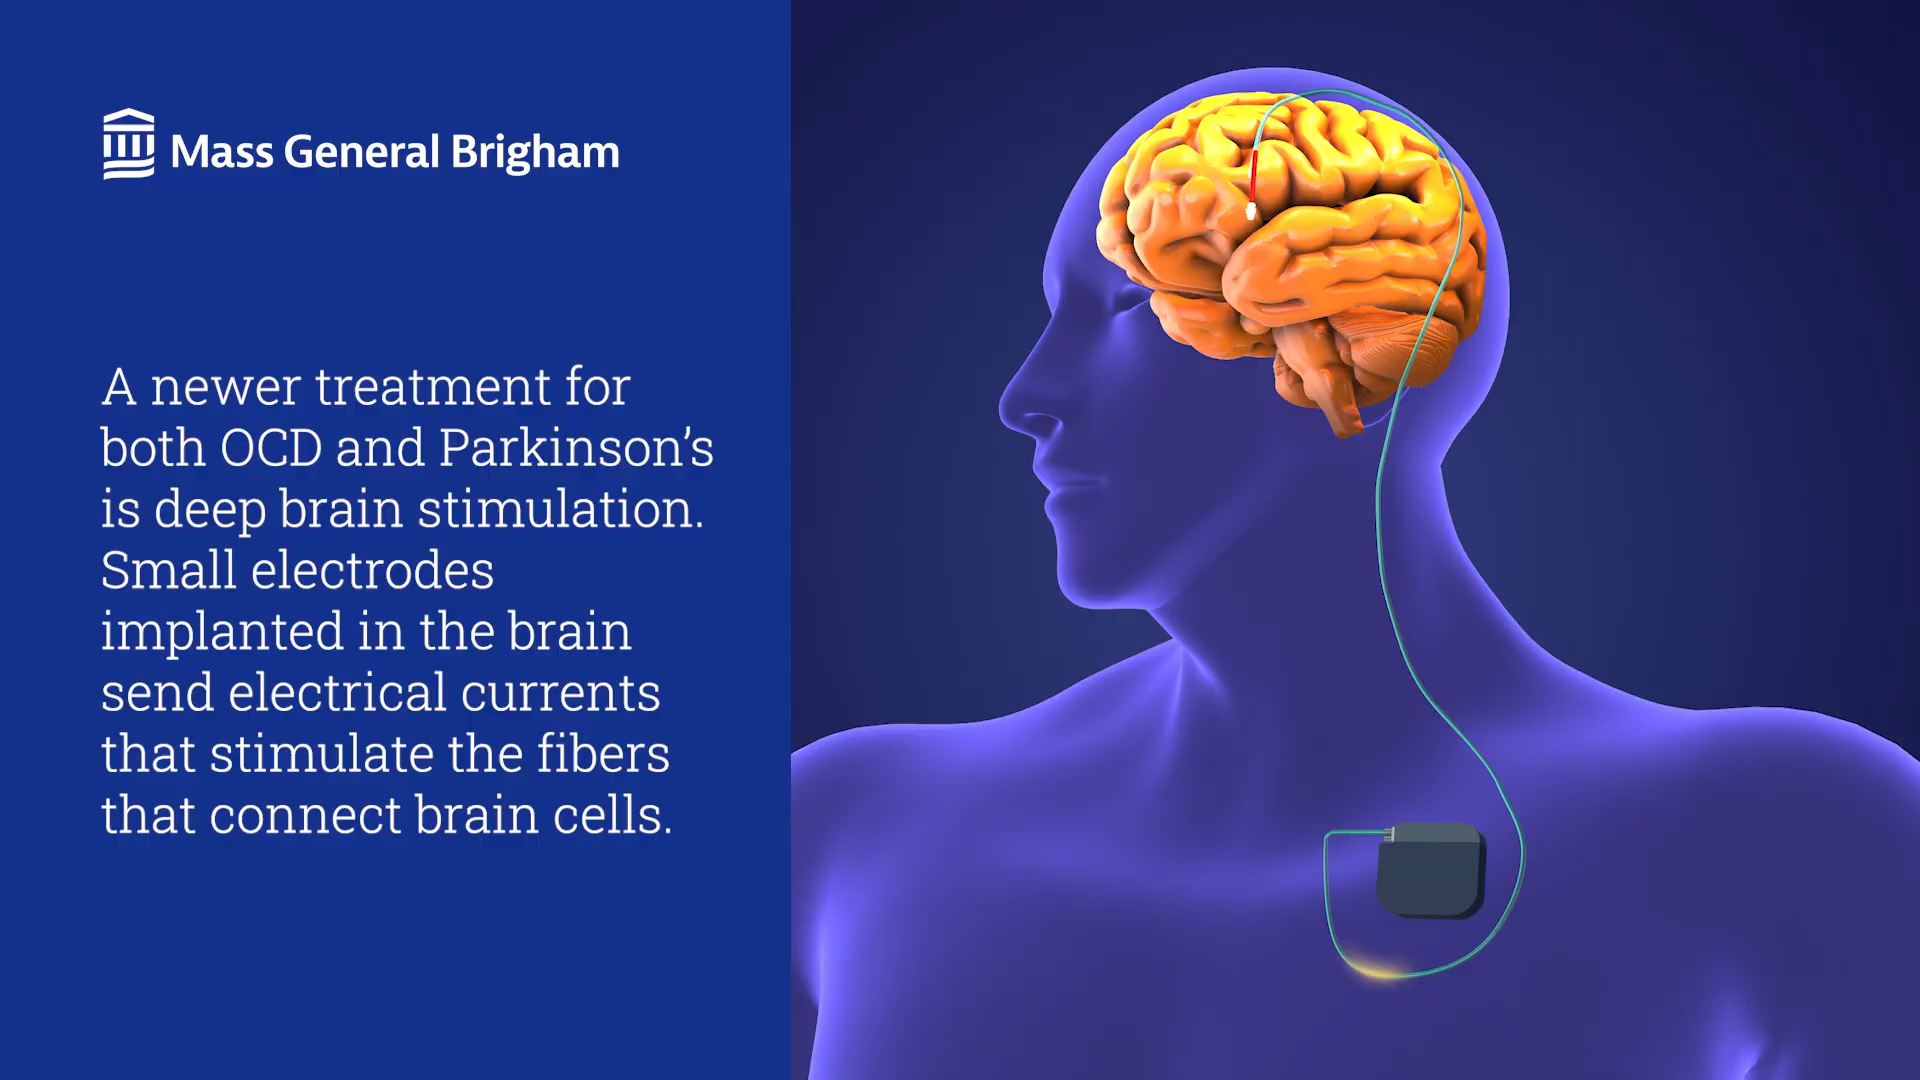 Mass General Brigham
A newer treatment for
both OCD and Parkinson’s
is deep brain stimulation.
Small electrodes
implanted in the brain
send electrical currents
that stimulate the fibers
that connect brain cells.